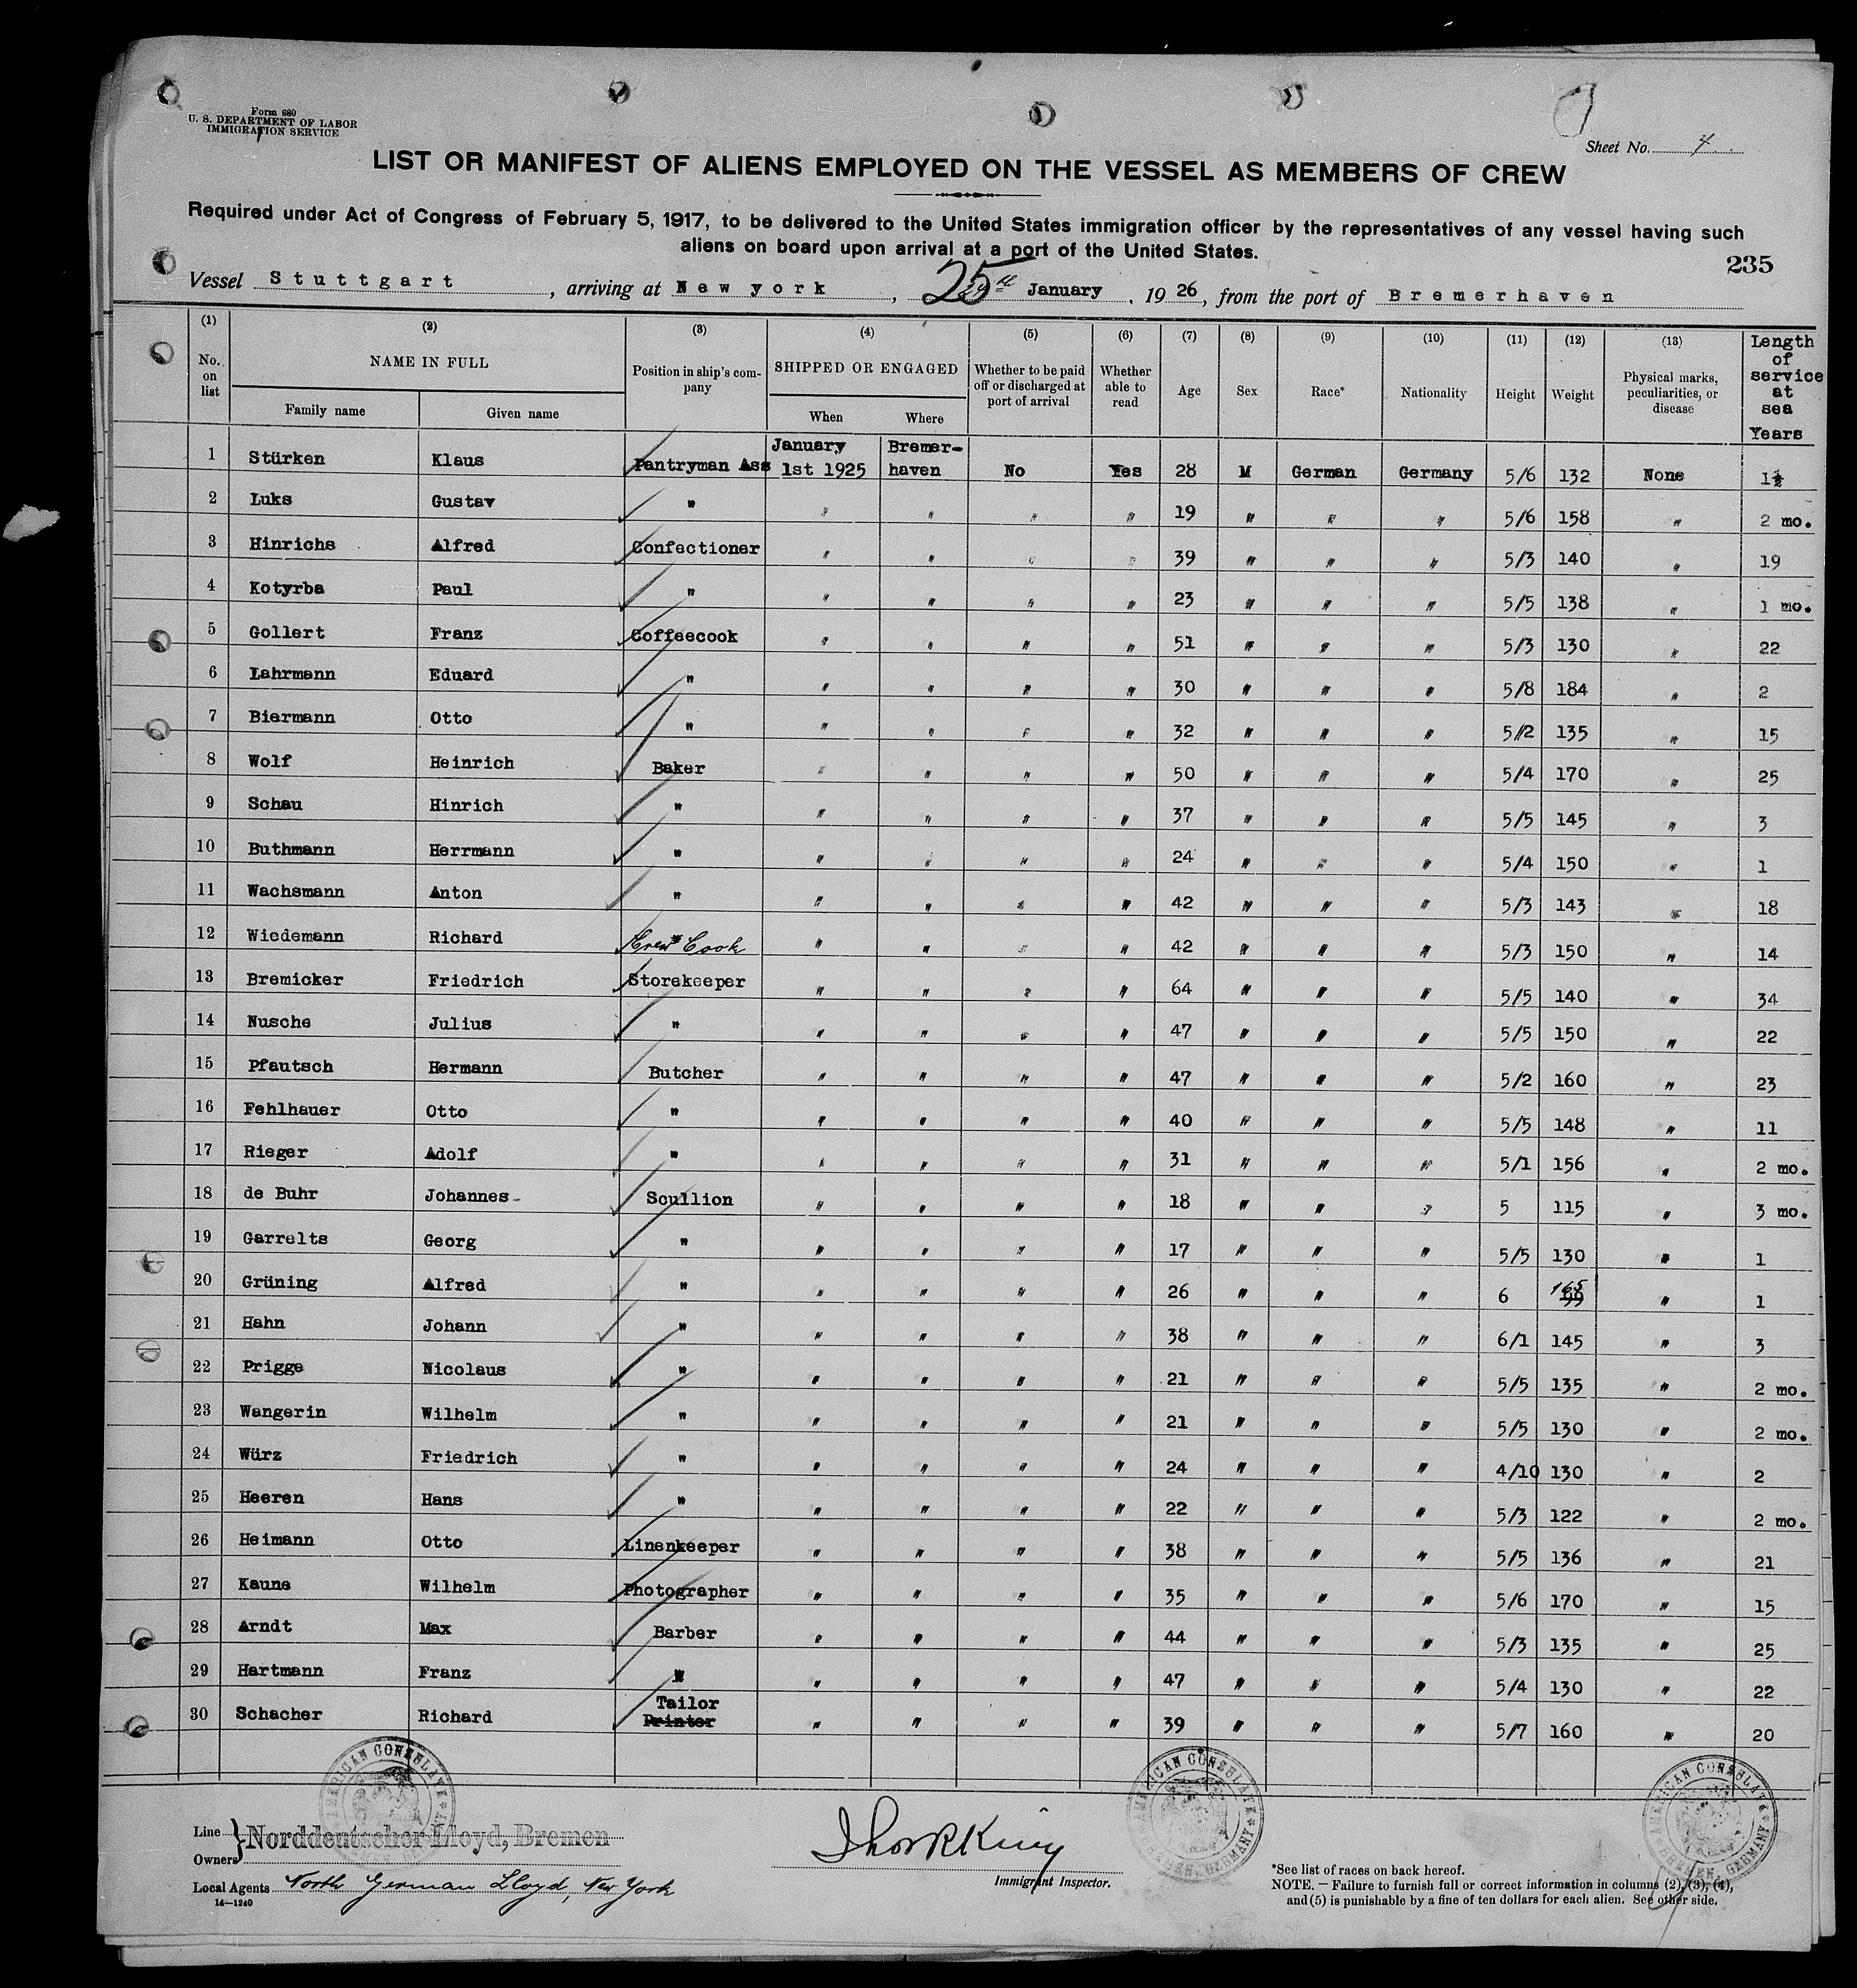 Form 680
U. S. DEPARTMENT OF LABOR
IMMIGRATION SERVICE
Sheet No. 4
LIST OR MANIFEST OF ALIENS EMPLOYED ON THE VESSEL AS MEMBERS OF CREW
Required under Act of Congress of February 5, 1917, to be delivered to the United States immigration officer by the representatives of any vessel having such
aliens on board upon arrival at a port of the United States.
235
Vessel Stuttgart, arriving at New york, 25th January, 1926, from the port of Bremerhaven
(1) (2) (3) (4) (5) (6) (7) (8) (9) (10) (11) (12) (13)
No. on list NAME IN FULL Family name Given name Position in ship's company SHIPPED OR ENGAGED When Where Whether to be paid off or discharged at port of arrival Whether able to read Age Sex Race* Nationality Height Weight Physical marks, peculiarities, or disease Length of service at sea Years
1 Stürken Klaus Pantryman Ass January 1st 1925 Bremer-haven No Yes 28 M German Germany 5/6 132 None 1½
2 Luks Gustav " " " " " 19 " " " 5/6 158 " 2 mo.
3 Hinrichs Alfred Confectioner " " " " 39 " " " 5/3 140 " 19
4 Kotyrba Paul " " " " " 23 " " " 5/5 138 " 1 mo.
5 Gollert Franz Coffeecook " " " " 51 " " " 5/3 130 " 22
6 Lahrmann Eduard " " " " " 30 " " " 5/8 184 " 2
7 Biermann Otto " " " " " 32 " " " 5/2 135 " 15
8 Wolf Heinrich Baker " " " " 50 " " " 5/4 170 " 25
9 Schau Hinrich " " " " " 37 " " " 5/5 145 " 3
10 Buthmann Herrmann " " " " " 24 " " " 5/4 150 " 1
11 Wachsmann Anton " " " " " 42 " " " 5/3 143 " 18
12 Wiedemann Richard Crew Cook " " " " 42 " " " 5/3 150 " 14
13 Bremicker Friedrich Storekeeper " " " " 64 " " " 5/5 140 " 34
14 Nusche Julius " " " " " 47 " " " 5/5 150 " 22
15 Pfautsch Hermann Butcher " " " " 47 " " " 5/2 160 " 23
16 Fehlhauer Otto " " " " " 40 " " " 5/5 148 " 11
17 Rieger Adolf " " " " " 31 " " " 5/1 156 " 2 mo.
18 de Buhr Johannes Scullion " " " " 18 " " " 5 115 " 3 mo.
19 Garrelts Georg " " " " " 17 " " " 5/5 130 " 1
20 Grüning Alfred " " " " " 26 " " " 6 165 99 " 1
21 Hahn Johann " " " " " 38 " " " 6/1 145 " 3
22 Prigge Nicolaus " " " " " 21 " " " 5/5 135 " 2 mo.
23 Wangerin Wilhelm " " " " " 21 " " " 5/5 130 " 2 mo.
24 Würz Friedrich " " " " " 24 " " " 4/10 130 " 2
25 Heeren Hans " " " " " 22 " " " 5/3 122 " 2 mo.
26 Heimann Otto Linenkeeper " " " " 38 " " " 5/5 136 " 21
27 Kaune Wilhelm Photographer " " " " 35 " " " 5/6 170 " 15
28 Arndt Max Barber " " " " 44 " " " 5/3 135 " 25
29 Hartmann Franz " " " " " 47 " " " 5/4 130 " 22
30 Schacher Richard Tailor Printer " " " " 39 " " " 5/7 160 " 20
AMERICAN CONSULATE BREMEN, GERMANY
AMERICAN CONSULATE BREMEN, GERMANY
AMERICAN CONSULATE BREMEN, GERMANY
Line
Owners Norddeutscher Lloyd, Bremen
Local Agents North German Lloyd, New York
14—1240
Immigrant Inspector.
*See list of races on back hereof.
NOTE.—Failure to furnish full or correct information in columns (2), (3), (4),
and (5) is punishable by a fine of ten dollars for each alien. See other side.